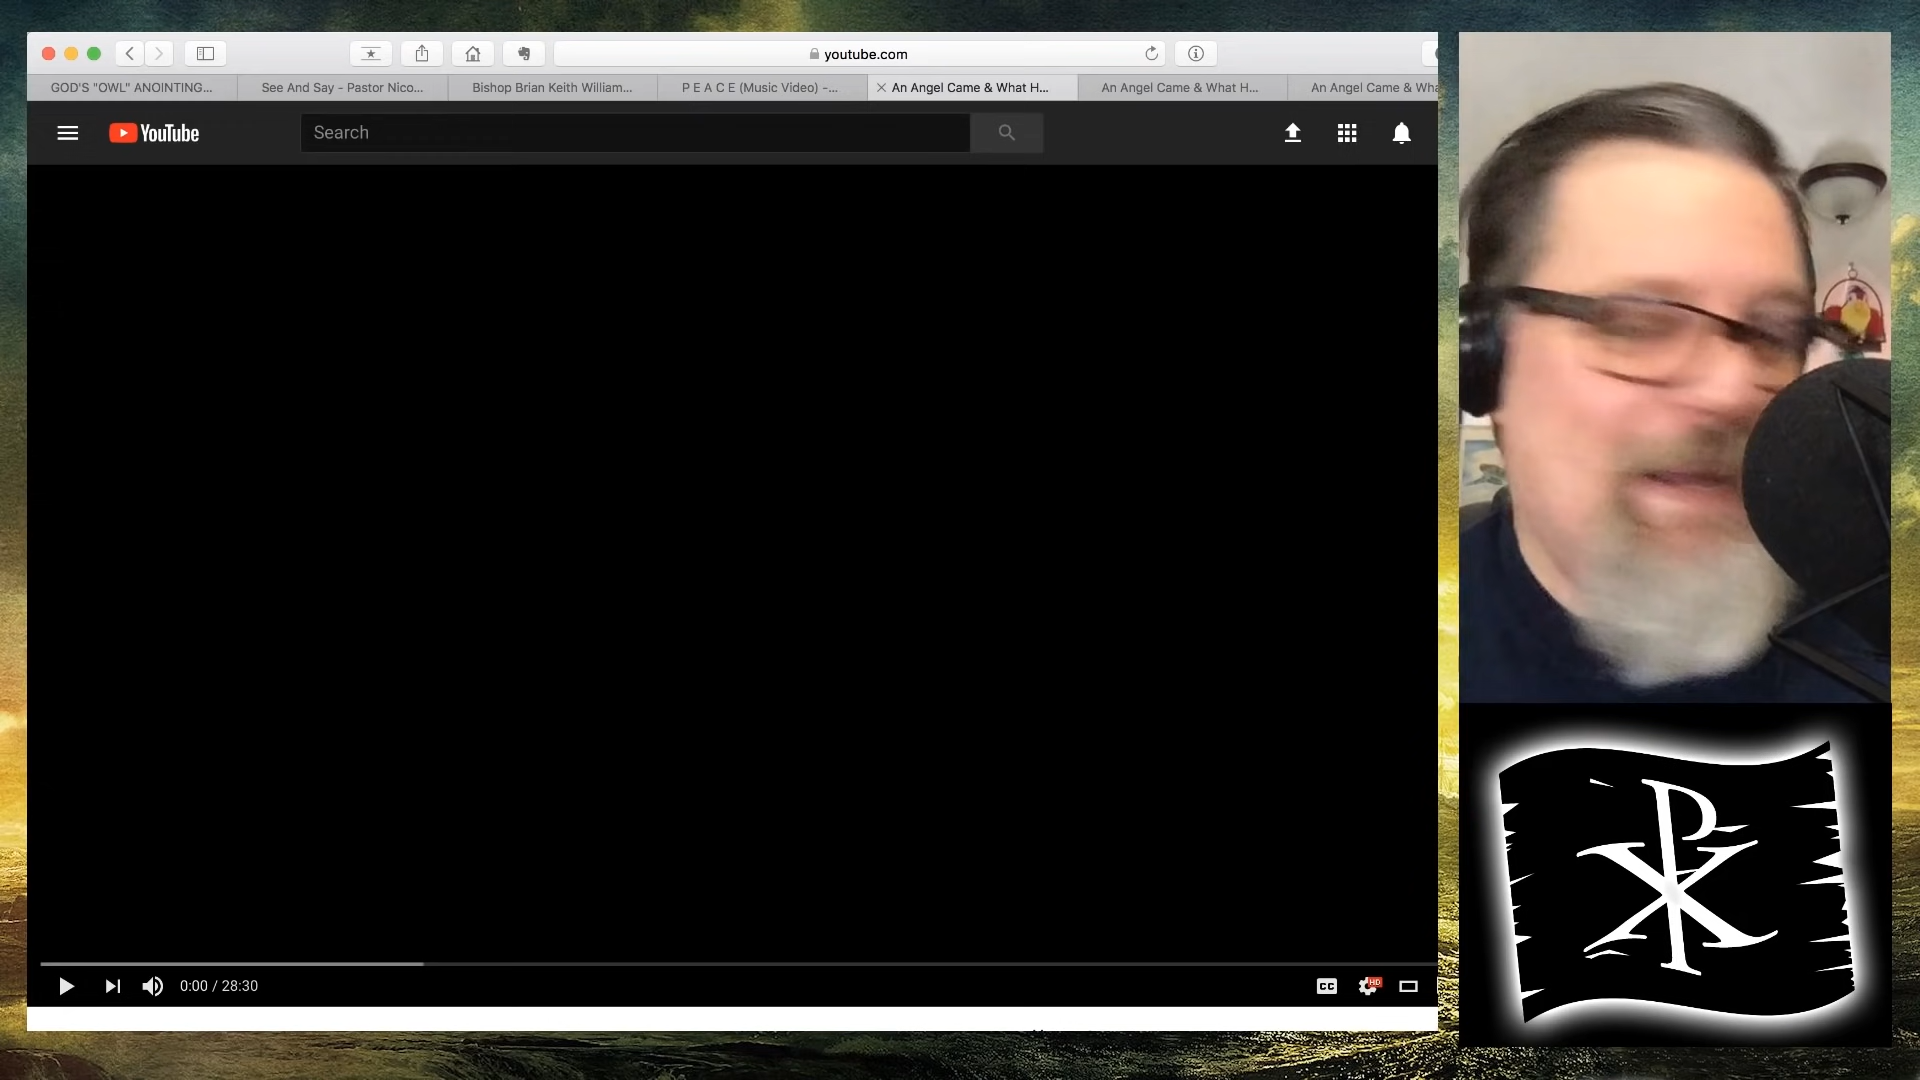 youtube.com
GOD'S "OWL" ANOINTING...
See And Say - Pastor Nico...
Bishop Brian Keith William...
P E A C E (Music Video) -...
An Angel Came & What H...
An Angel Came & What H...
An Angel Came & Wha
YouTube
Search
0:00 / 28:30
CC
HD